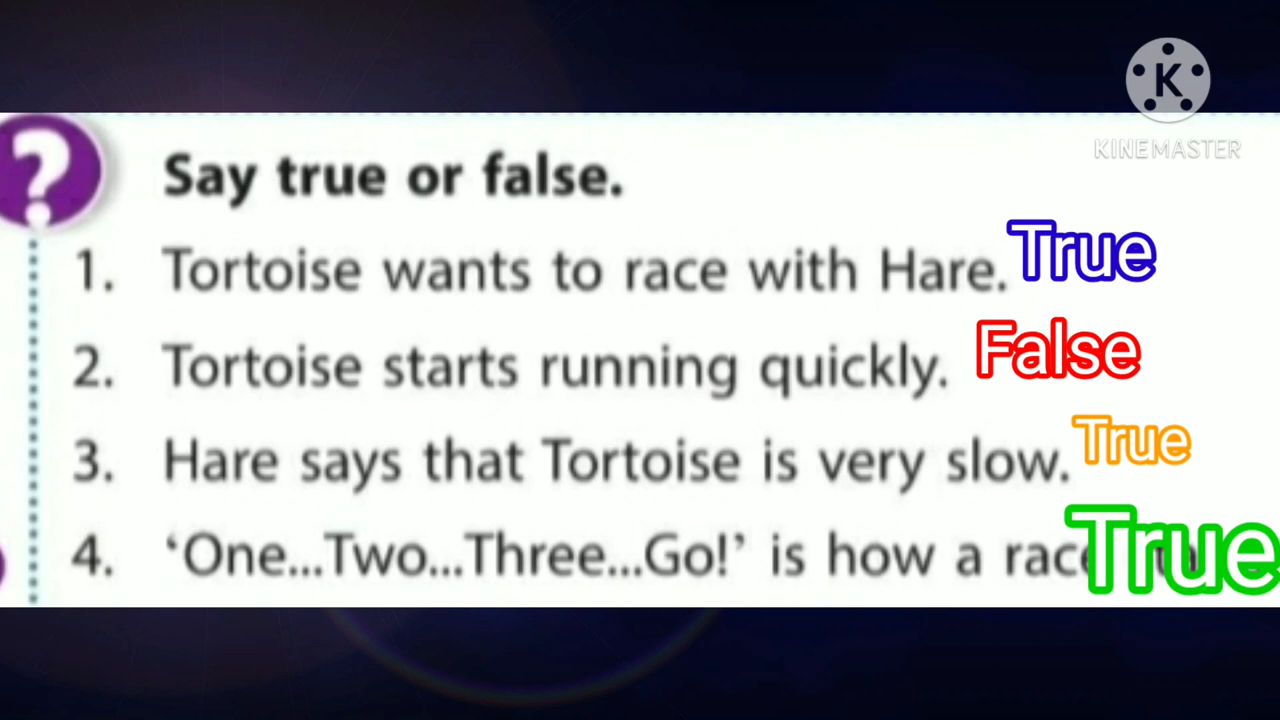 K
KINEMASTER
?
Say true or false.
1. Tortoise wants to race with Hare. True
2. Tortoise starts running quickly. False
3. Hare says that Tortoise is very slow. True
4. ‘One...Two...Three...Go!’ is how a race True